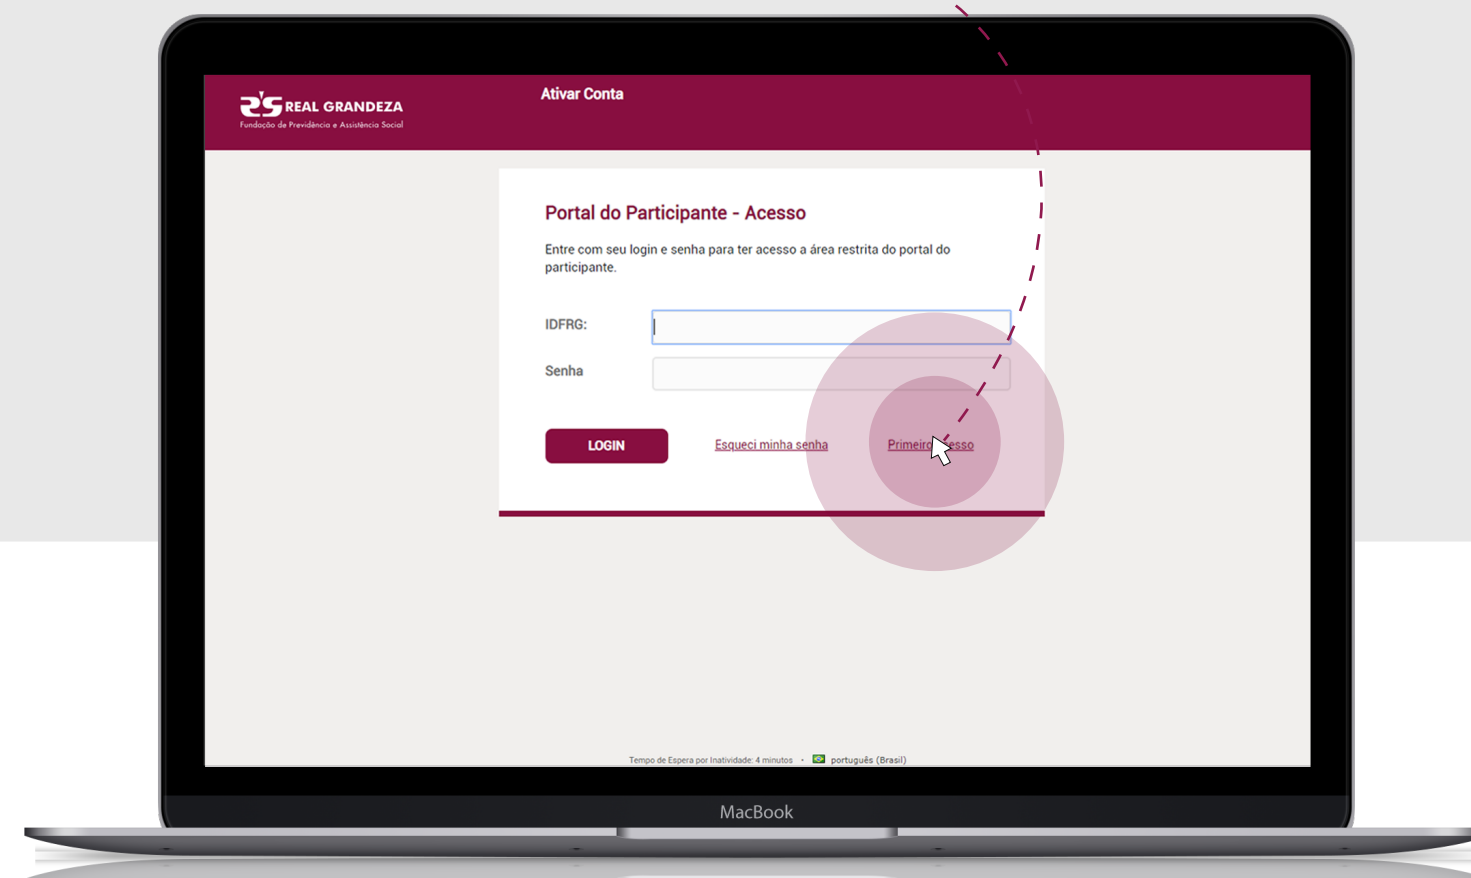 REAL GRANDEZA
Fundação de Previdência e Assistência Social
Ativar Conta
Portal do Participante - Acesso
Entre com seu login e senha para ter acesso a área restrita do portal do
participante.
IDFRG:
Senha
LOGIN
Esqueci minha senha
Primeiro
Tempo de Espera por Inatividade: 4 minutos • português (Brasil)
MacBook